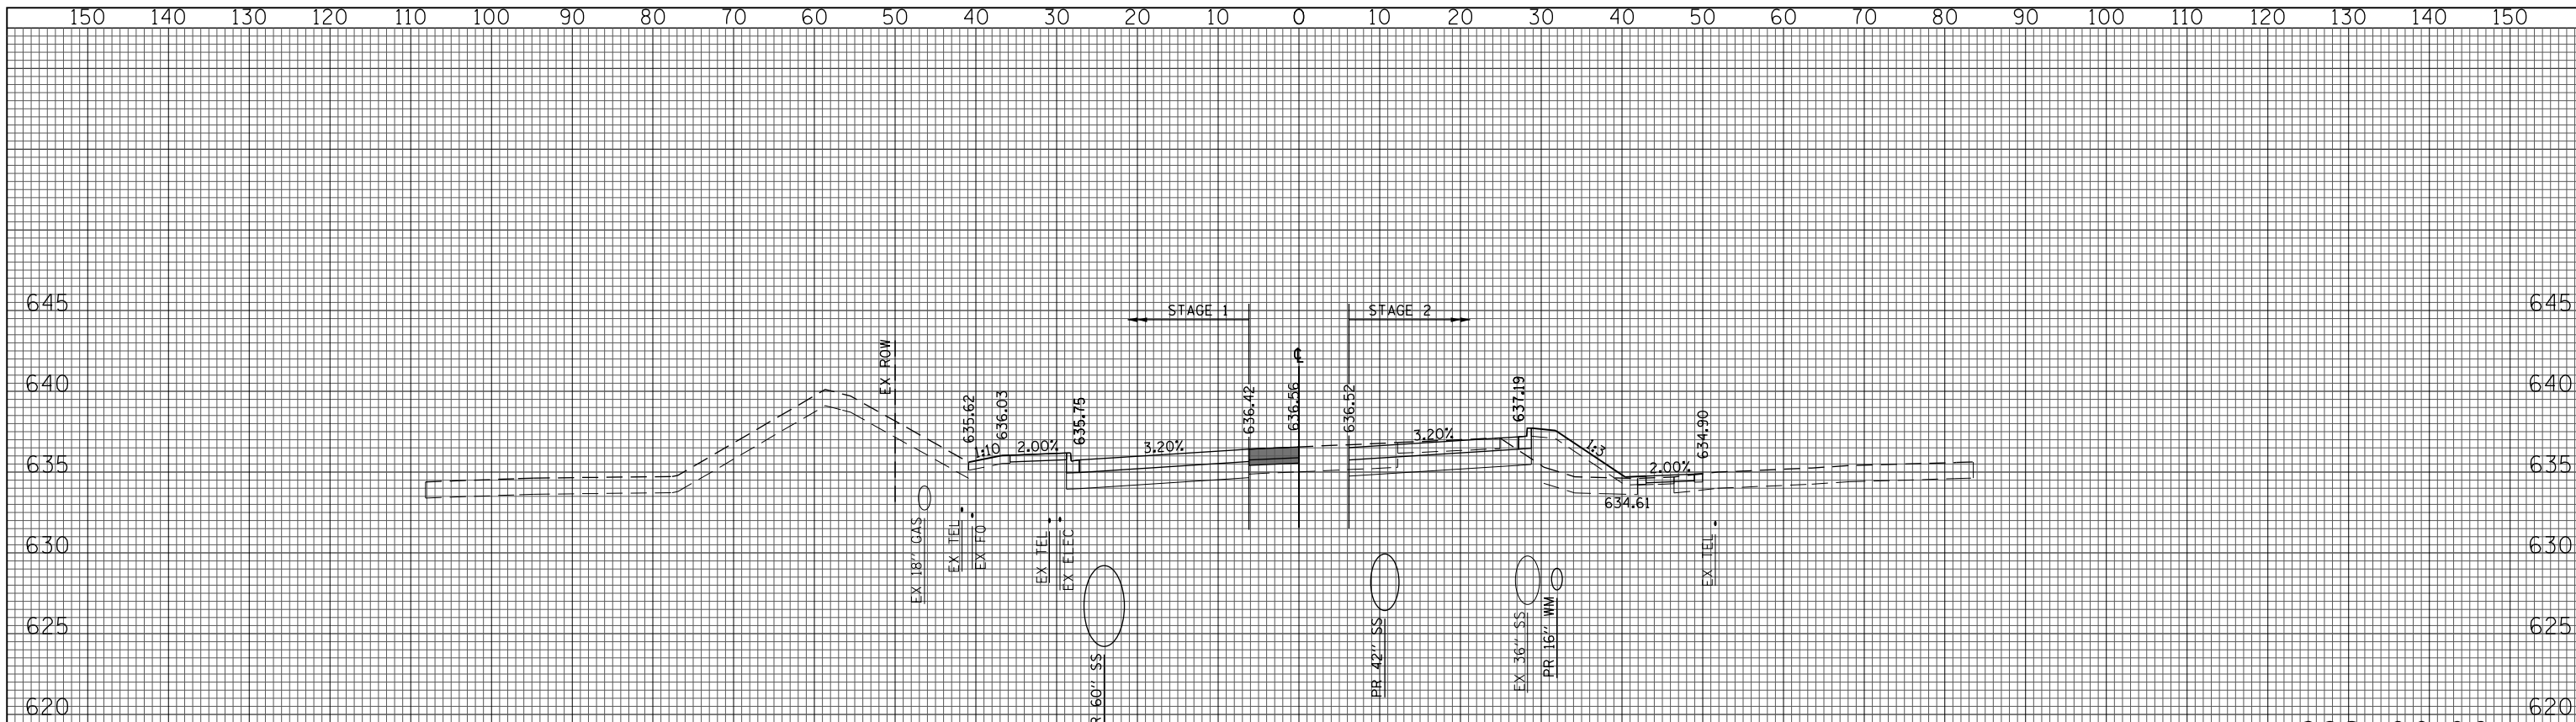 150 140 130 120 110 100 90 80 70 60 50 40 30 20 10 0 10 20 30 40 50 60 70 80 90 100 110 120 130 140 150
645 645
STAGE 1 STAGE 2
640 640
EX ROW
635.62
636.03
635.75
636.42
636.56
636.52
637.19
634.90
1:10 2.00% 3.20% 3.20% 1:3 2.00%
635 635
634.61
EX 18" GAS
EX TEL
EX FO
EX TEL
EX ELEC
EX TEL
630 630
625 625
R 60" SS
PR 42" SS
EX 36" SS
PR 16" WM
620 620